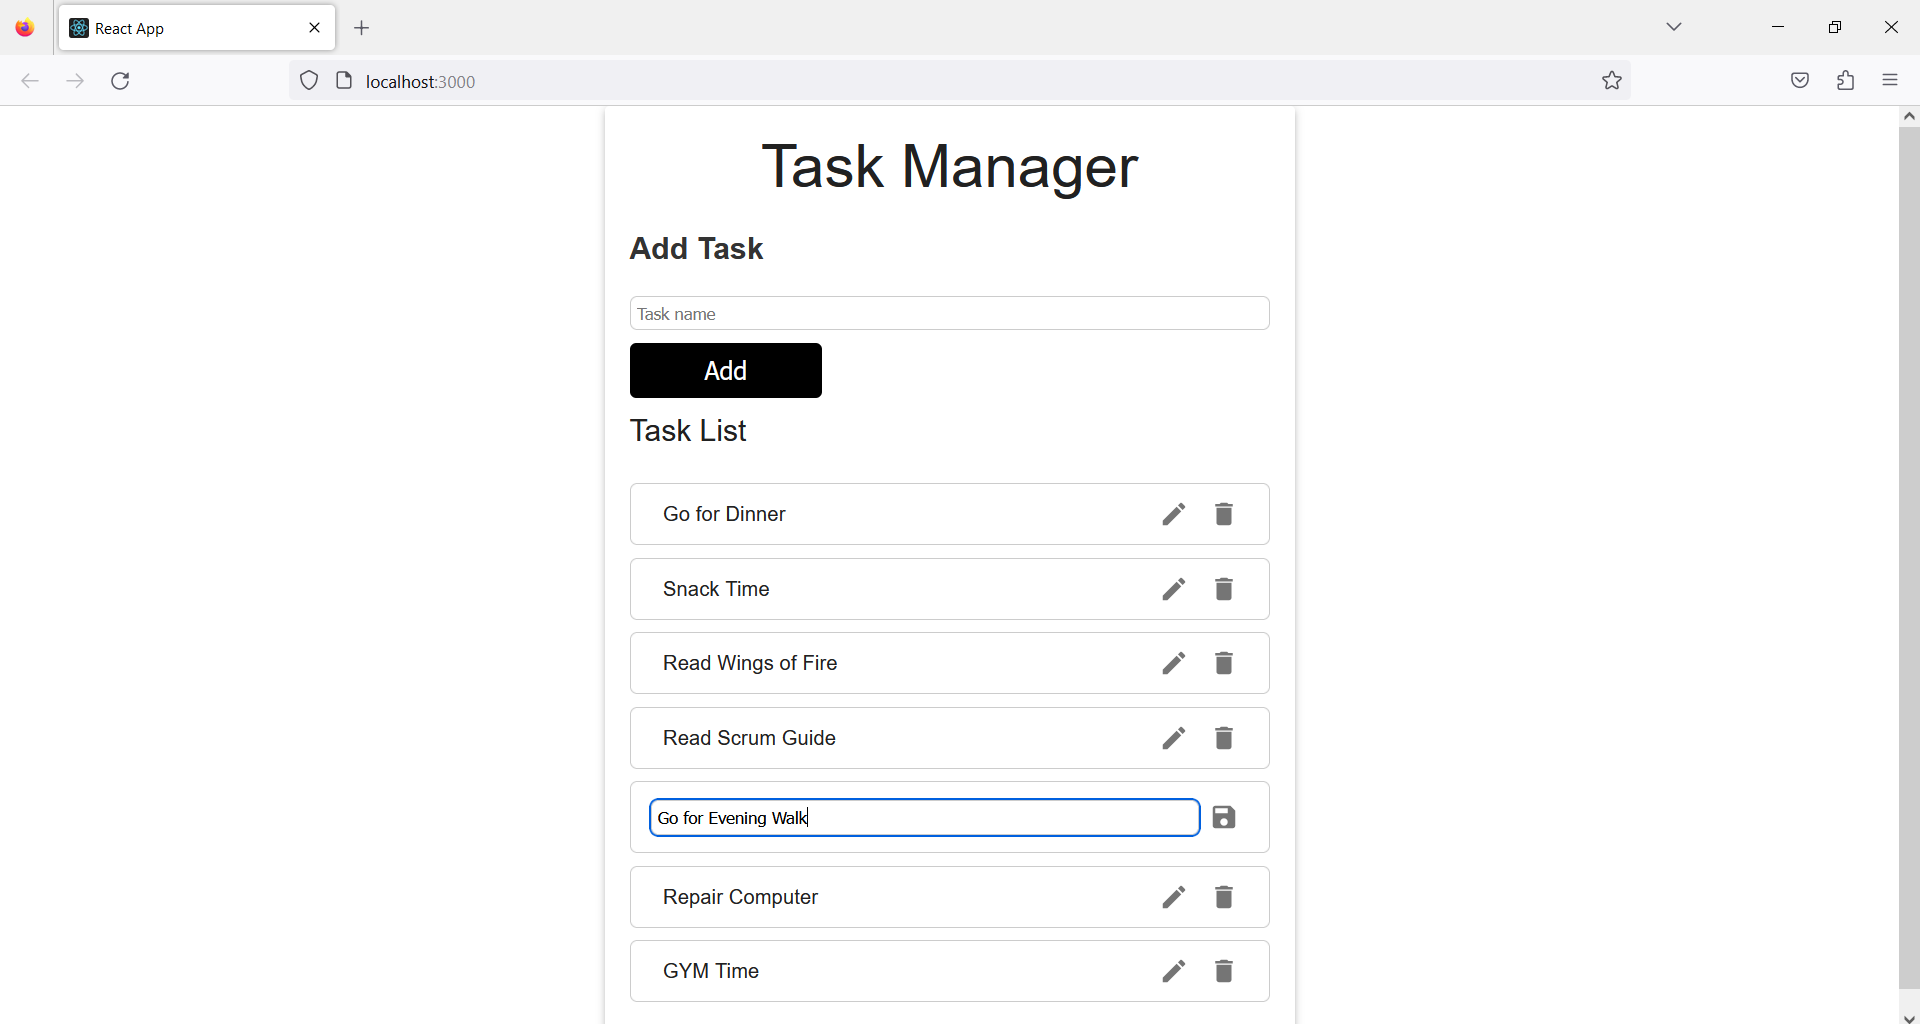 React App
localhost:3000
Task Manager
Add Task
Task name
Add
Task List
Go for Dinner
Snack Time
Read Wings of Fire
Read Scrum Guide
Go for Evening Walk
Repair Computer
GYM Time